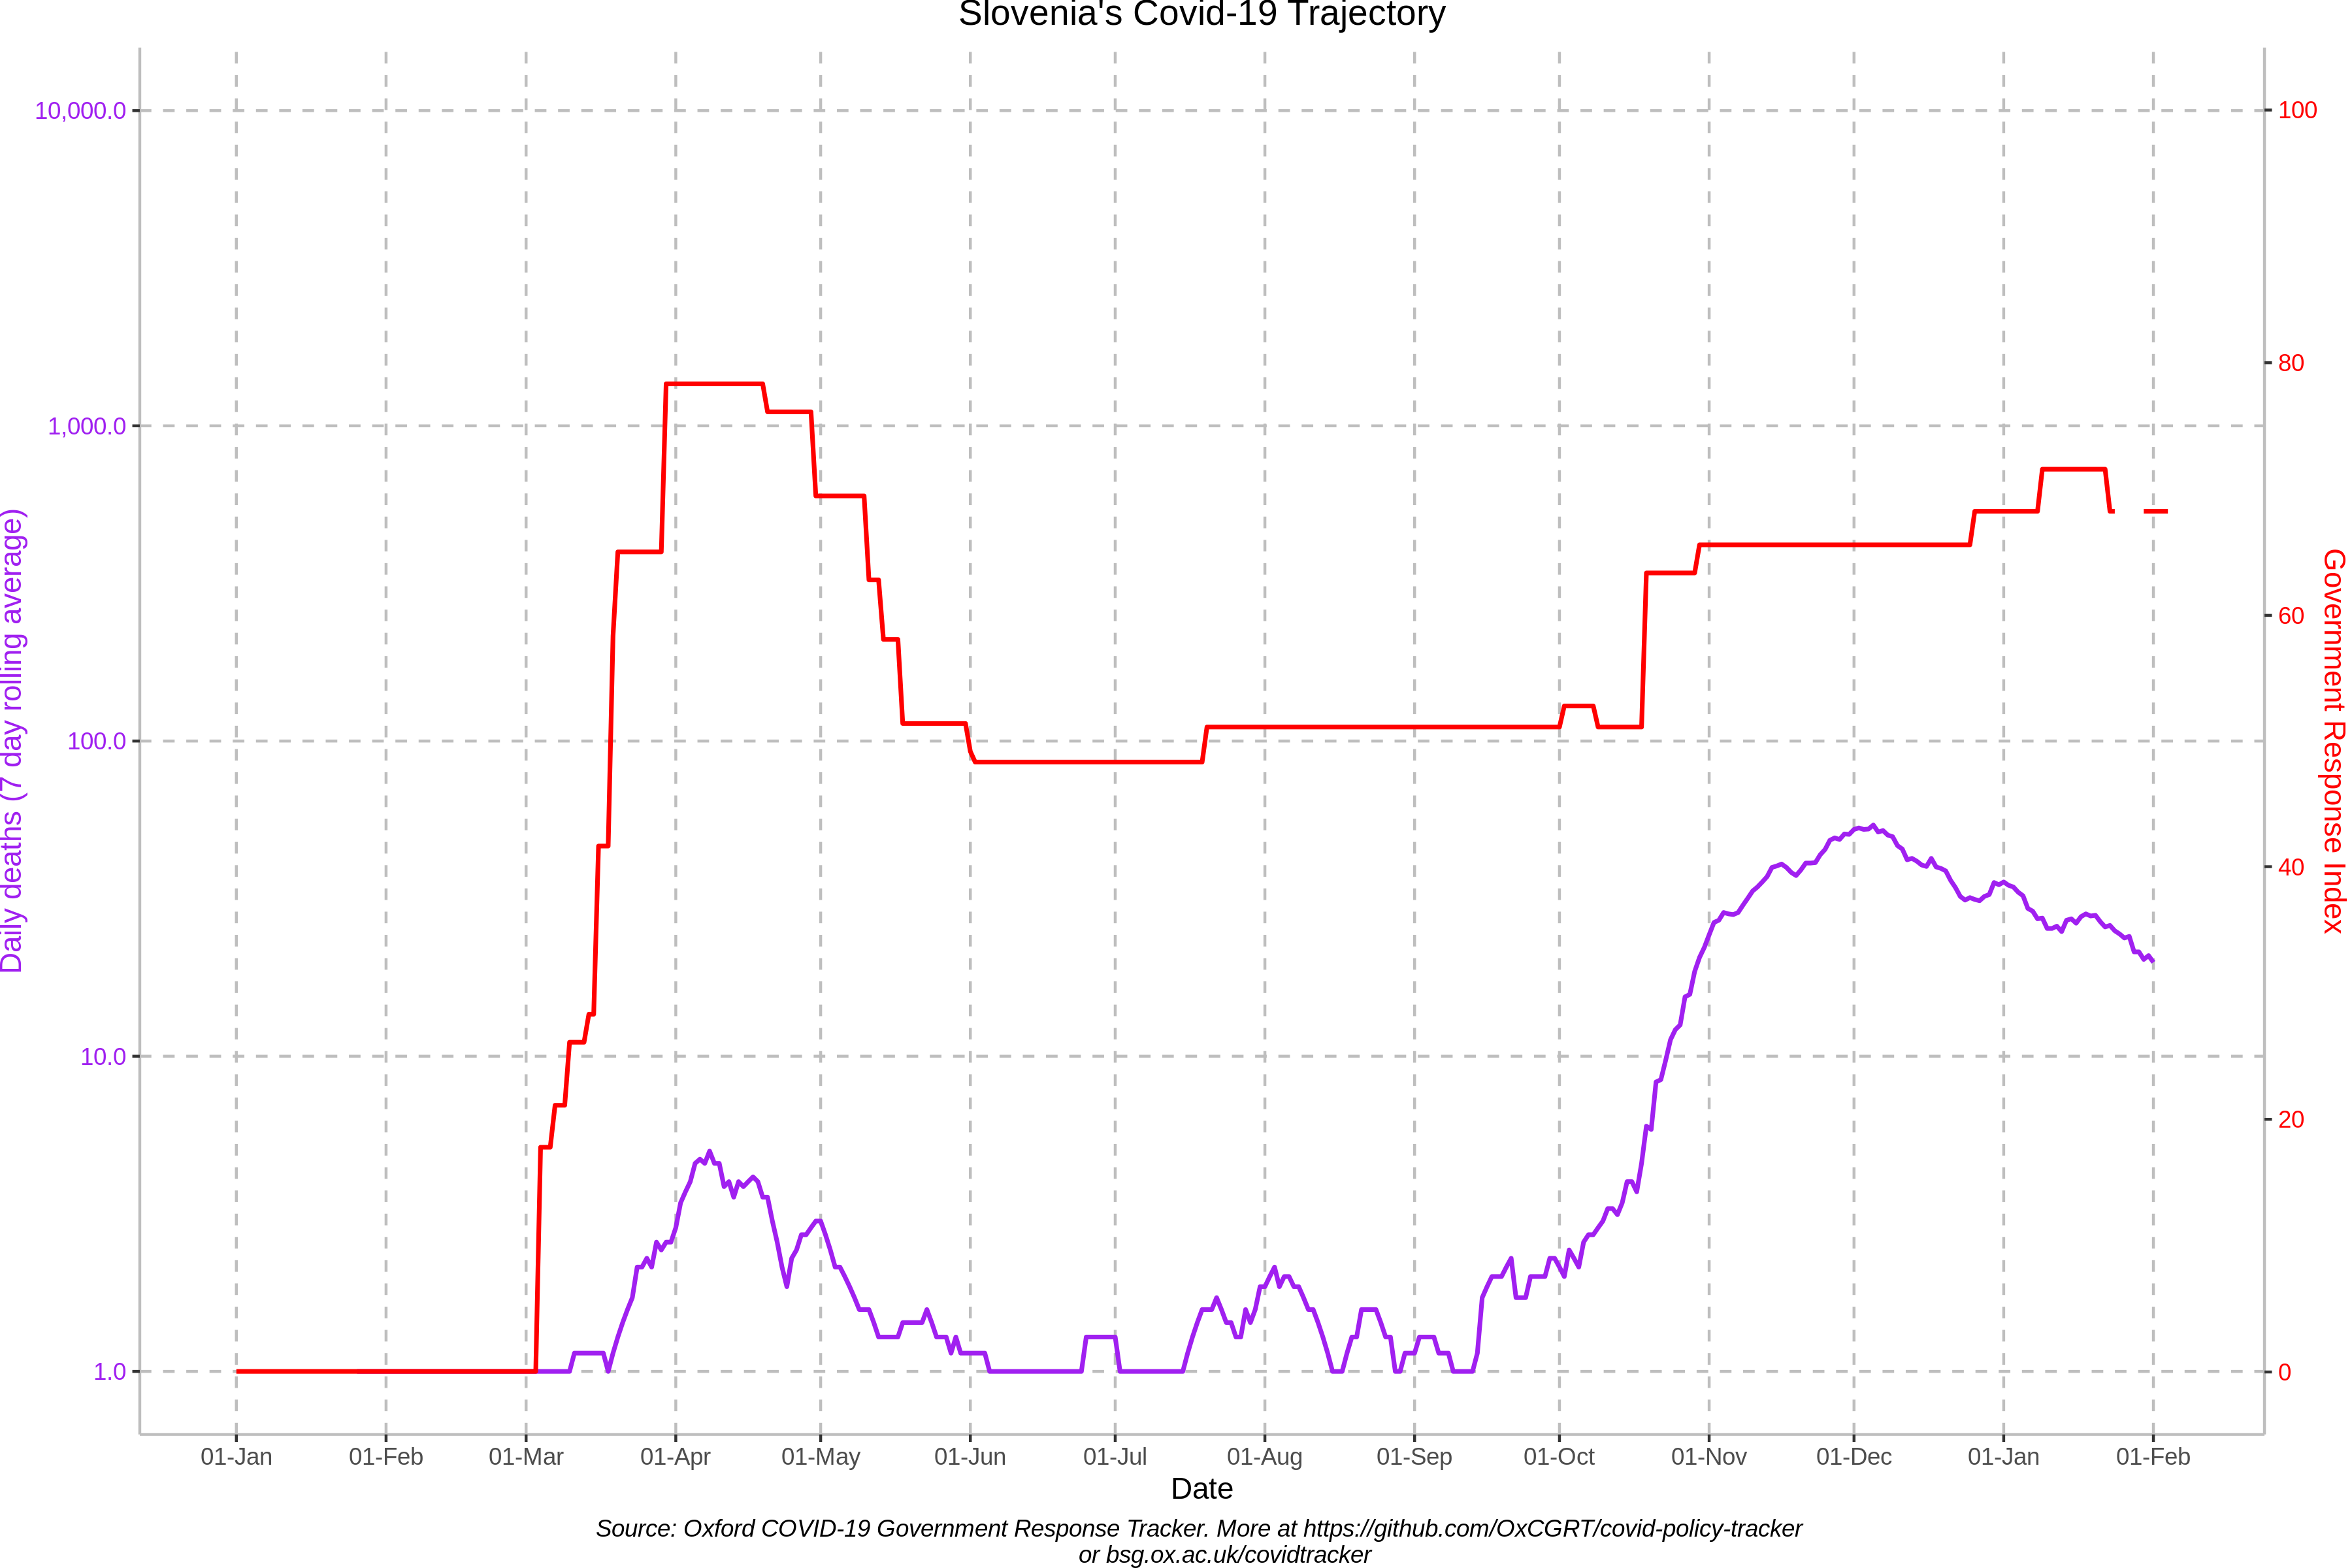 Slovenia's Covid-19 Trajectory
Daily deaths (7 day rolling average)
10,000.0
1,000.0
100.0
10.0
1.0
100
80
60
40
20
0
Government Response Index
01-Jan 01-Feb 01-Mar 01-Apr 01-May 01-Jun 01-Jul 01-Aug 01-Sep 01-Oct 01-Nov 01-Dec 01-Jan 01-Feb
Date
Source: Oxford COVID-19 Government Response Tracker. More at https://github.com/OxCGRT/covid-policy-tracker
or bsg.ox.ac.uk/covidtracker